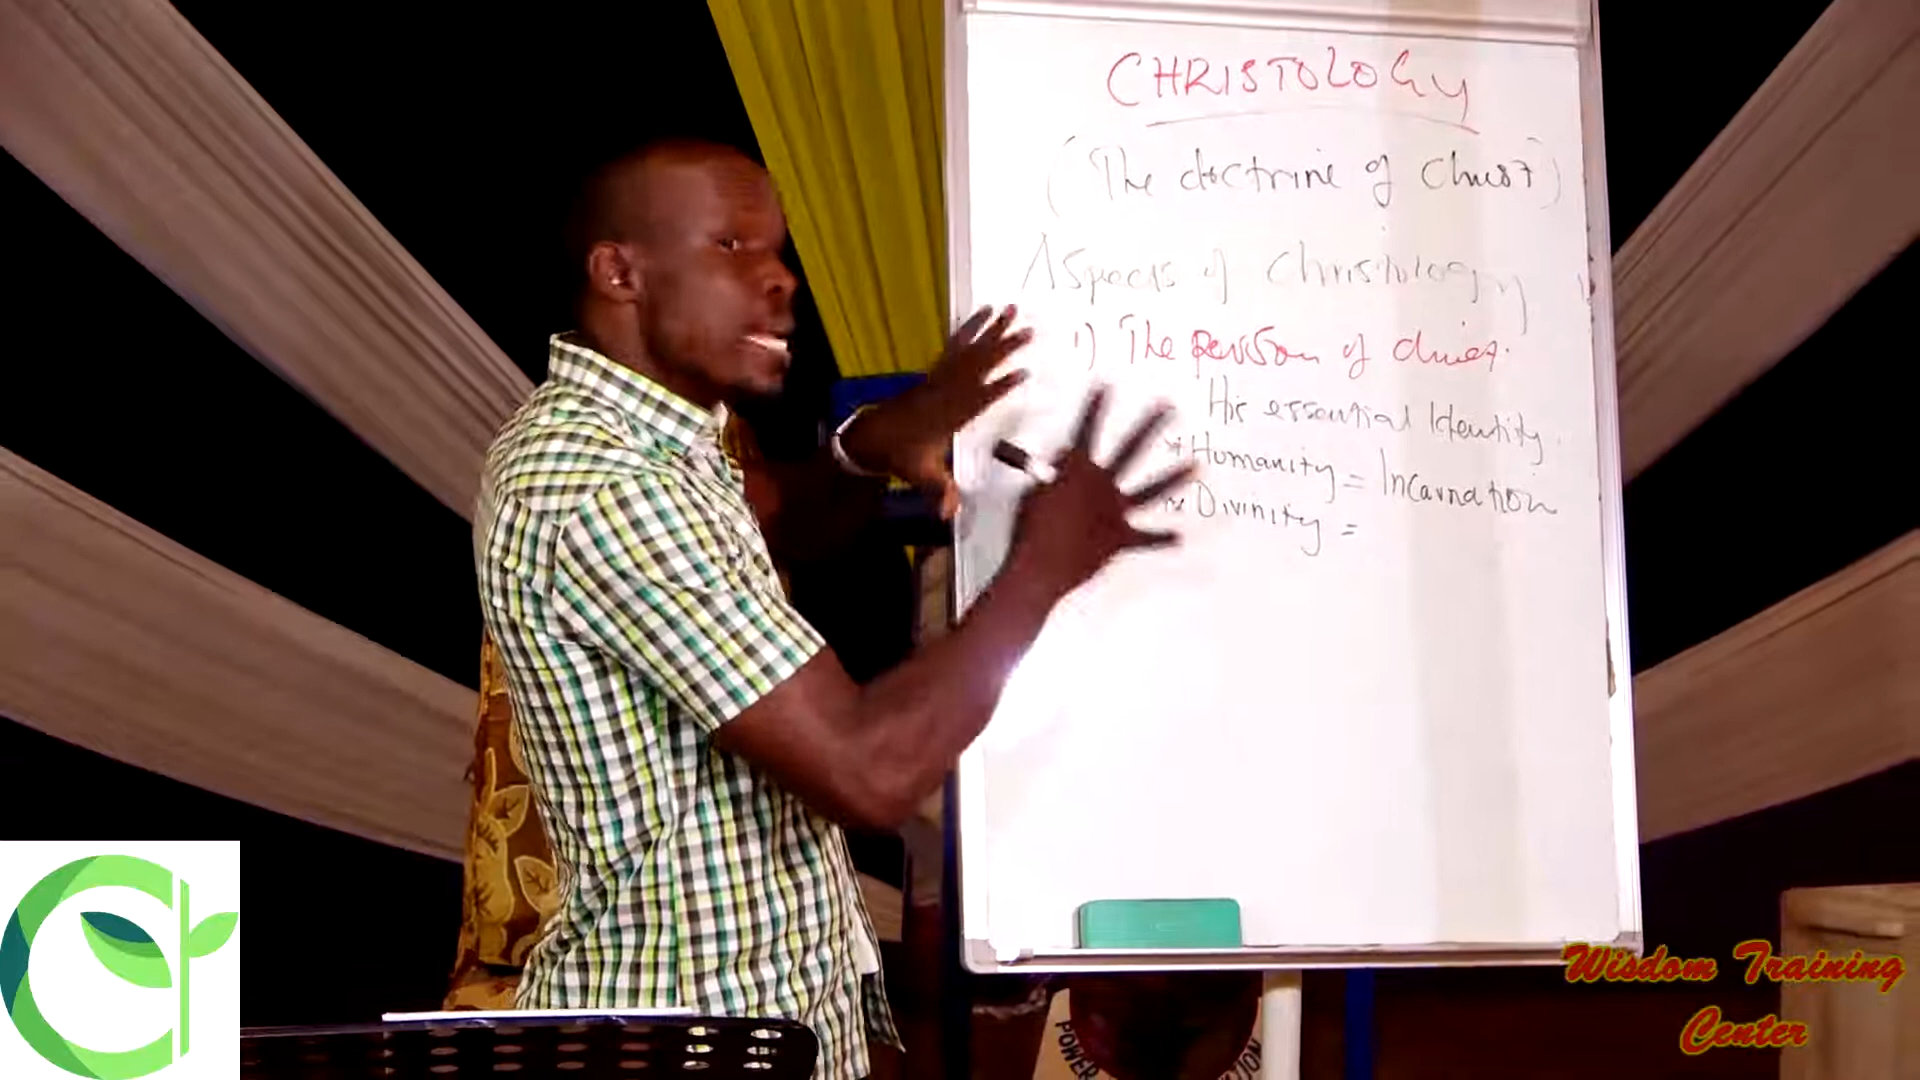 CHRISTOLOGY
(The doctrine of Christ)
Aspects of Christology
1) The person of Christ.
His essential Identity.
* Humanity = Incarnation
* Divinity =
Wisdom Training
Center
POWER